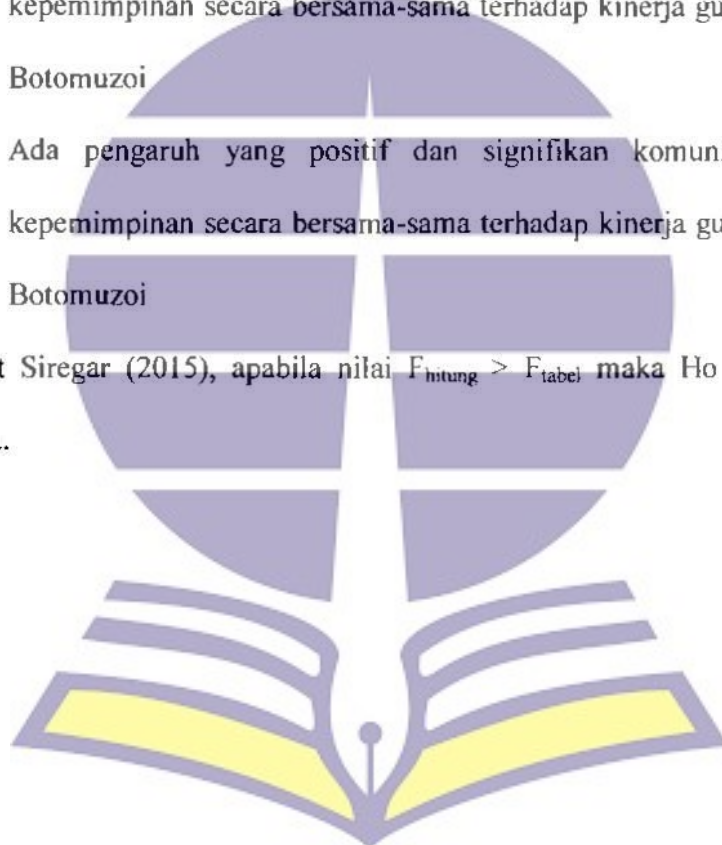 kepemimpinan secara bersama-sama terhadap kinerja gu
Botomuzoi
Ada pengaruh yang positif dan signifikan komun
kepemimpinan secara bersama-sama terhadap kinerja gu
Botomuzoi
t Siregar (2015), apabila nilai Fhitung > Ftabel maka Ho